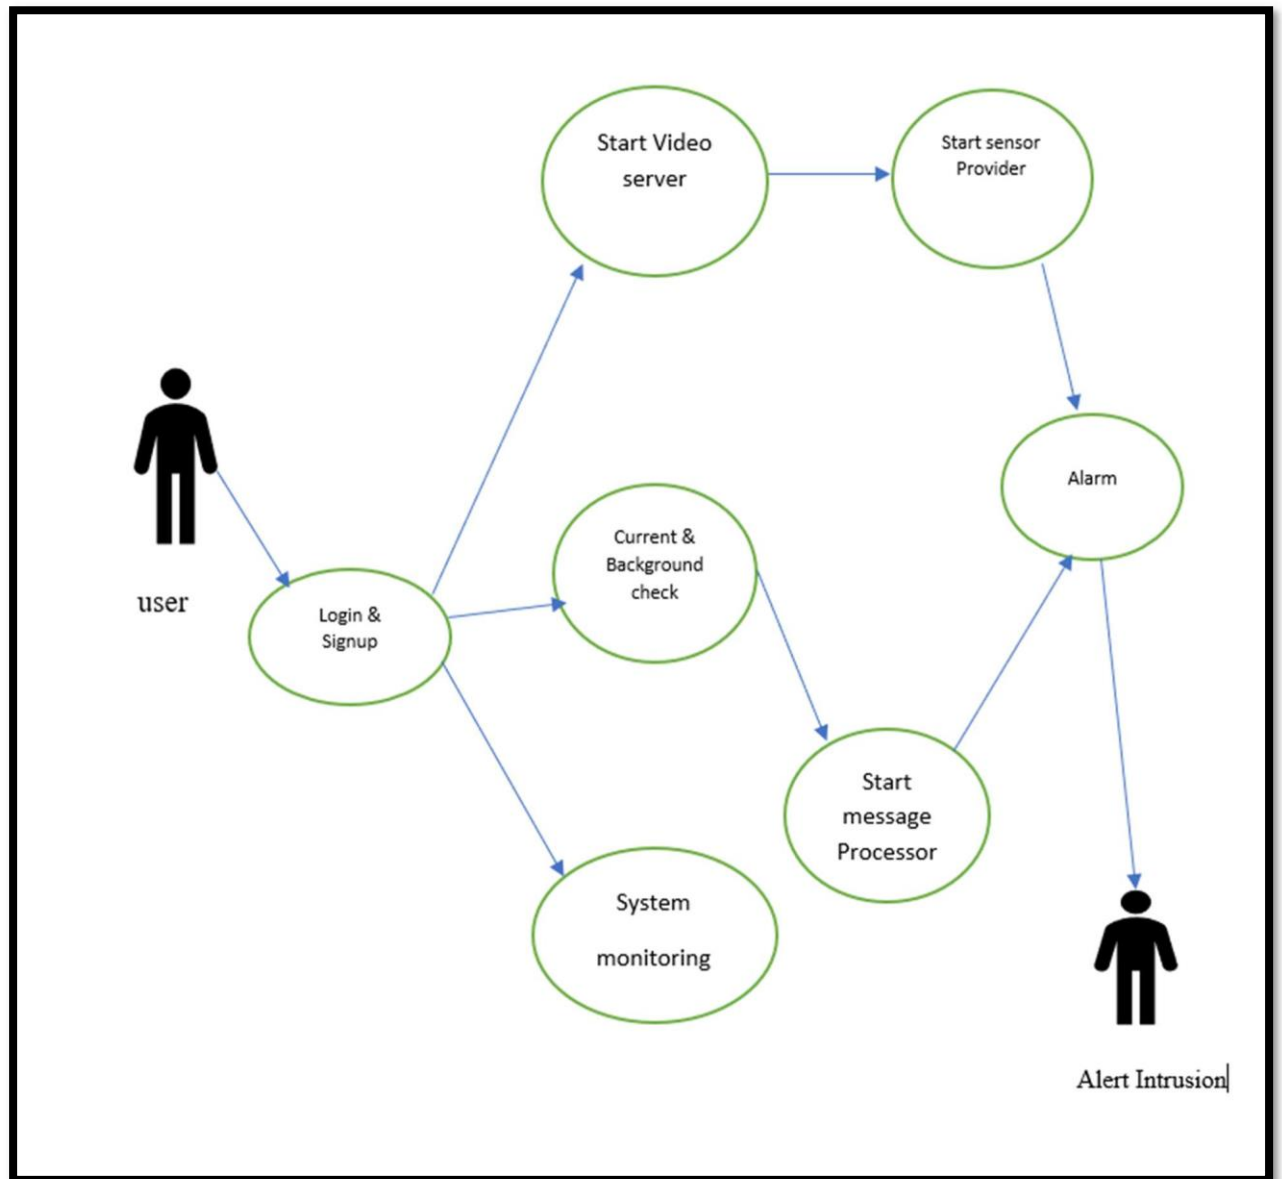 Start Video
server
Start sensor
Provider
Alarm
Current &
Background
check
user
Login &
Signup
Start
message
Processor
System
monitoring
Alert Intrusion